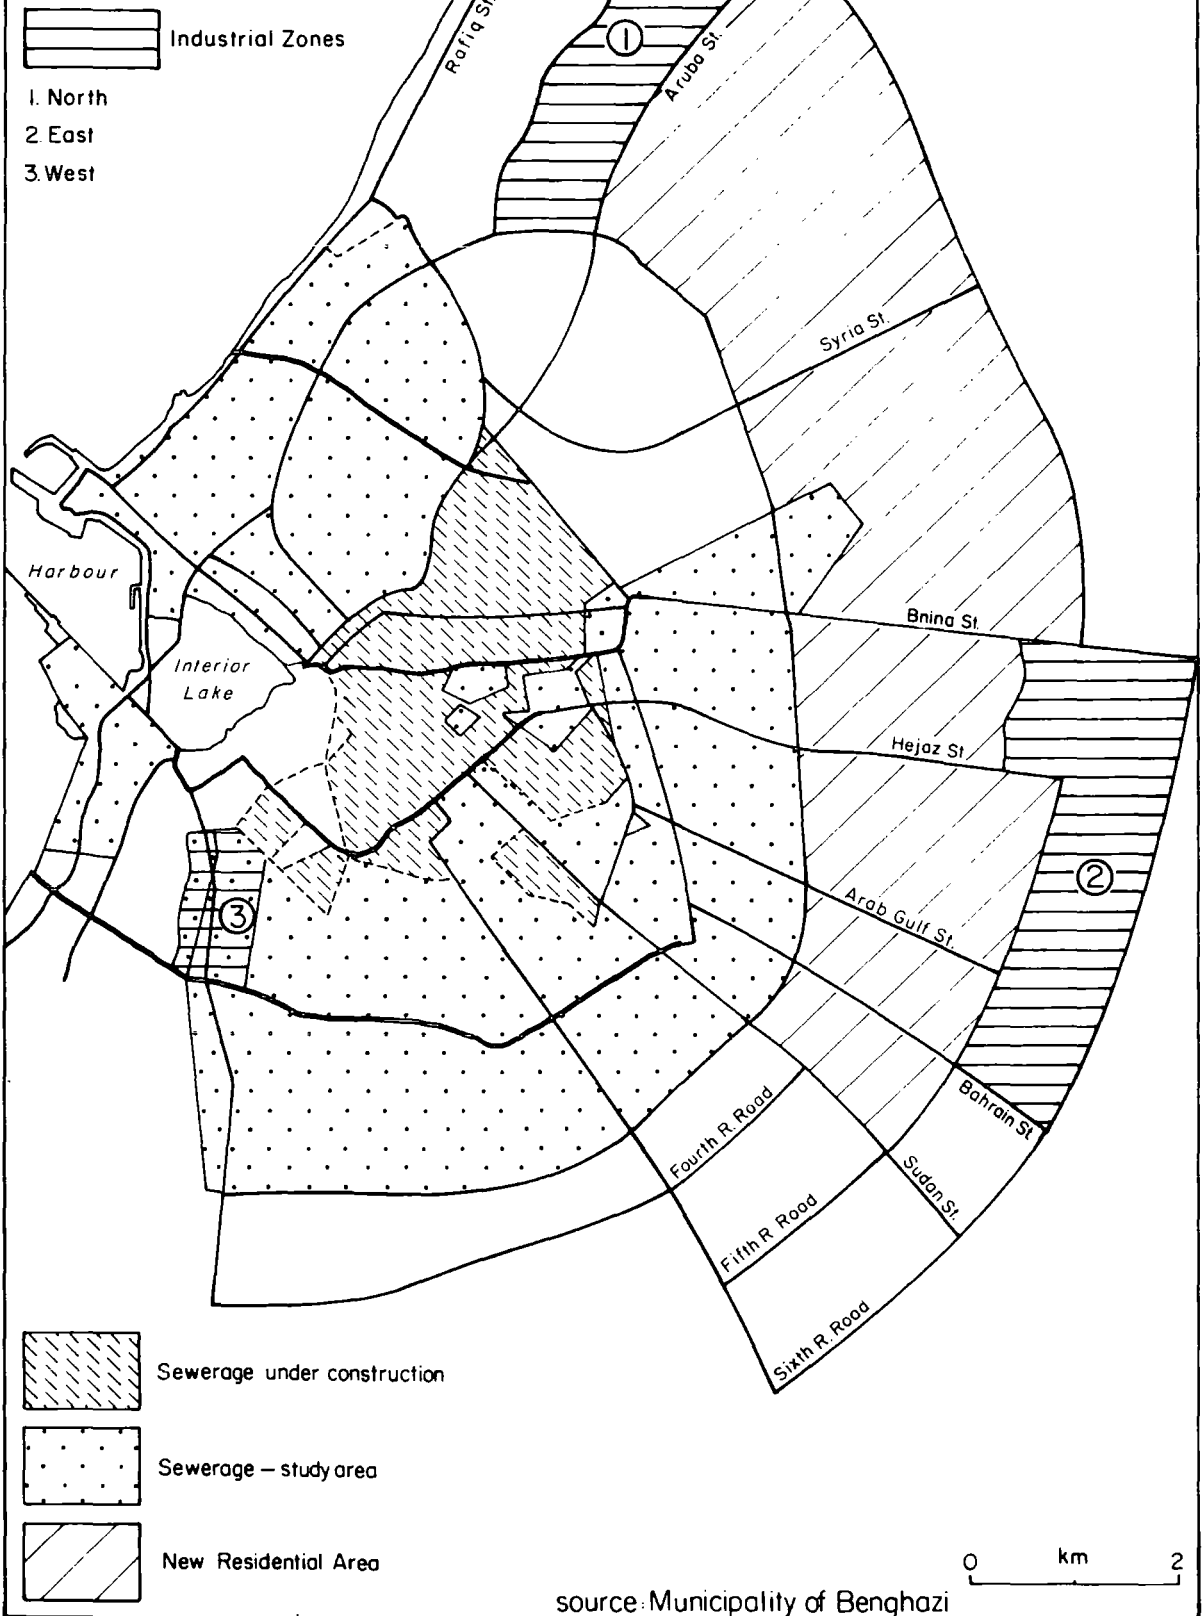 Industrial Zones
1. North
2. East
3. West
Rafiq St.
1
Aruba St.
Syria St.
Harbour
Interior
Lake
Bnina St.
Hejaz St.
2
Arab Gulf St.
3
Bahrain St.
Sudan St.
Fourth R. Road
Fifth R. Road
Sixth R. Road
Sewerage under construction
Sewerage – study area
New Residential Area
0 km 2
source: Municipality of Benghazi